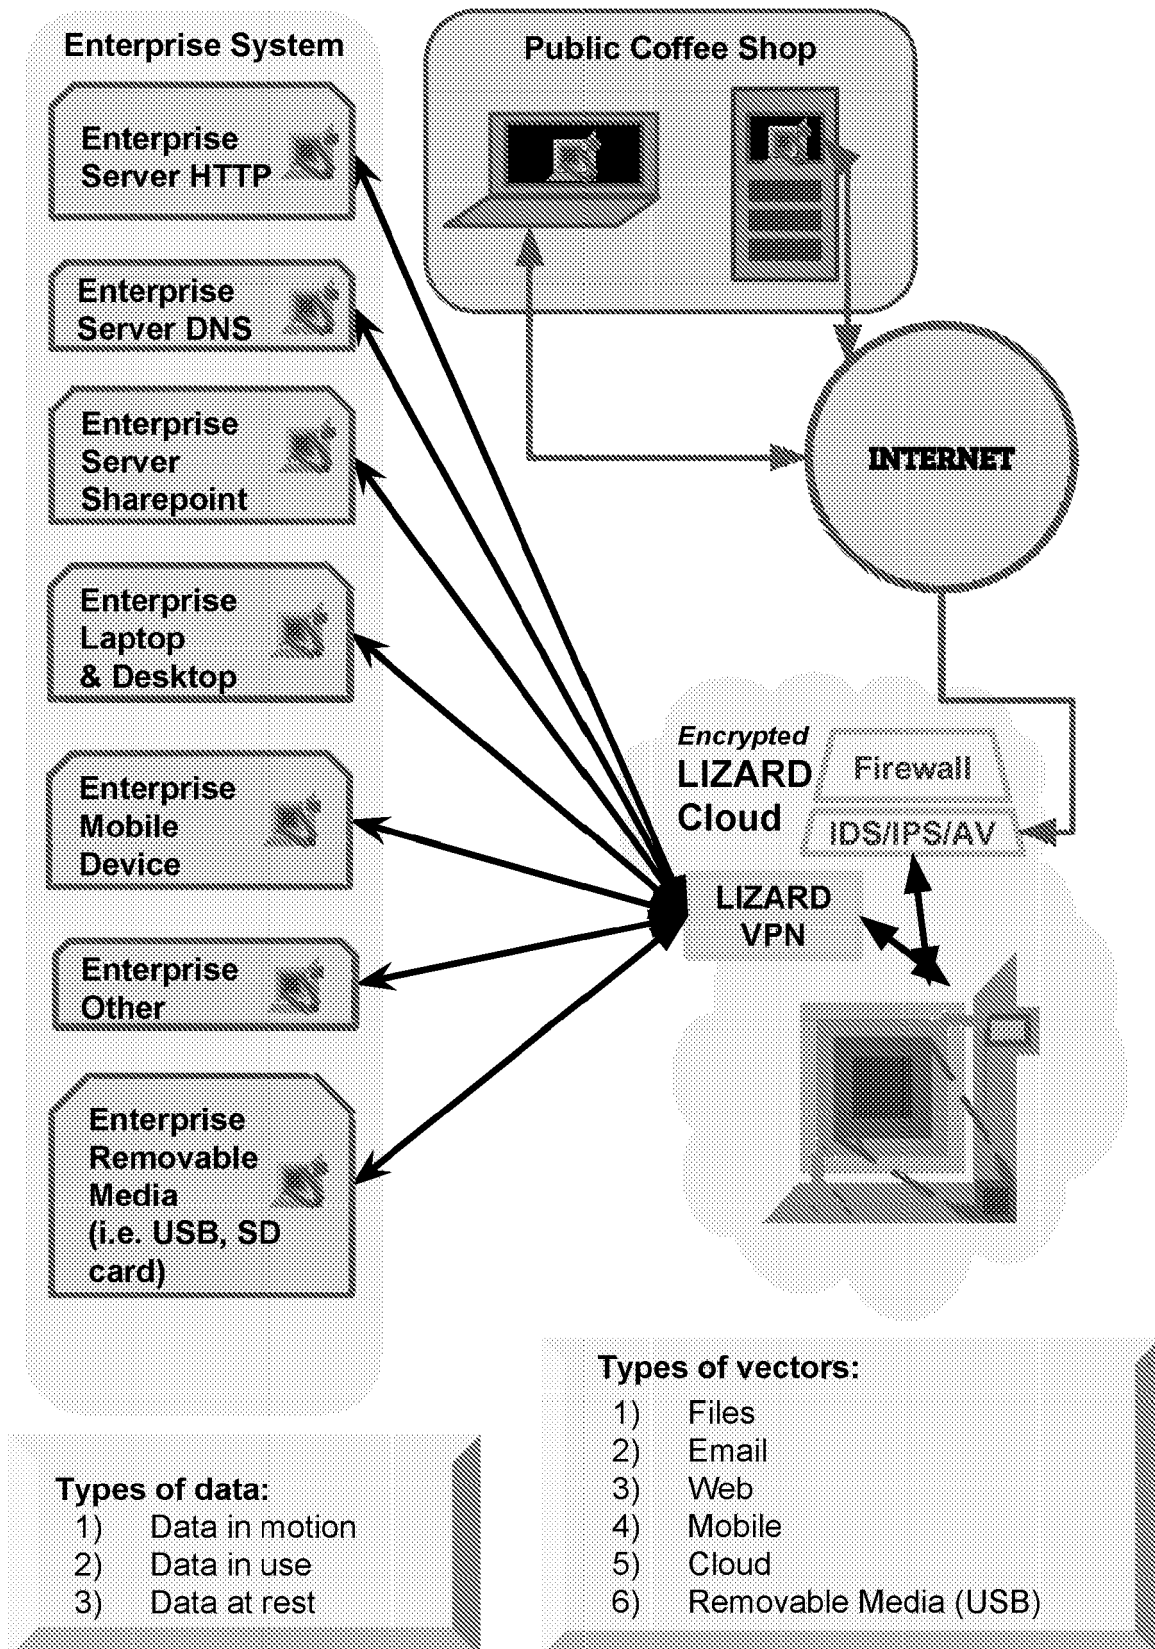 Enterprise System
Enterprise
Server HTTP
Enterprise
Server DNS
Enterprise
Server
Sharepoint
Enterprise
Laptop
& Desktop
Enterprise
Mobile
Device
Enterprise
Other
Enterprise
Removable
Media
(i.e. USB, SD
card)
Public Coffee Shop
INTERNET
Encrypted
LIZARD
Cloud
Firewall
IDS/IPS/AV
LIZARD
VPN
Types of data:
1) Data in motion
2) Data in use
3) Data at rest
Types of vectors:
1) Files
2) Email
3) Web
4) Mobile
5) Cloud
6) Removable Media (USB)